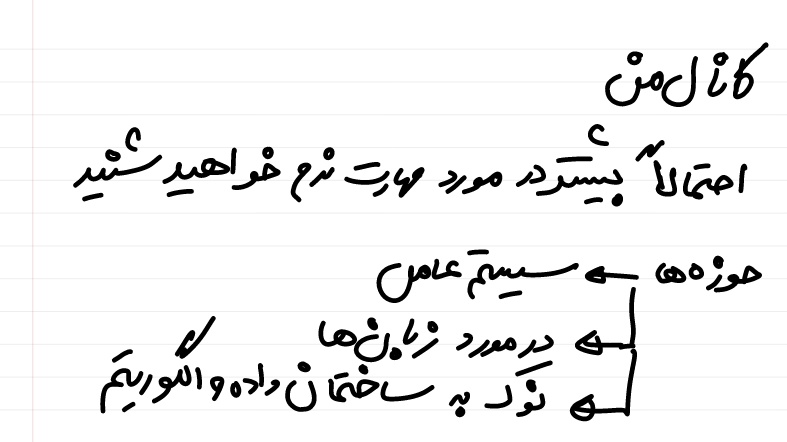 کانال من
احتمالاً بیشتر در مورد مهارت نرم خواهید شنید
حوزه ها ← سیستم عامل
← در مورد زبان ها
← نوک به ساختمان داده و الگوریتم